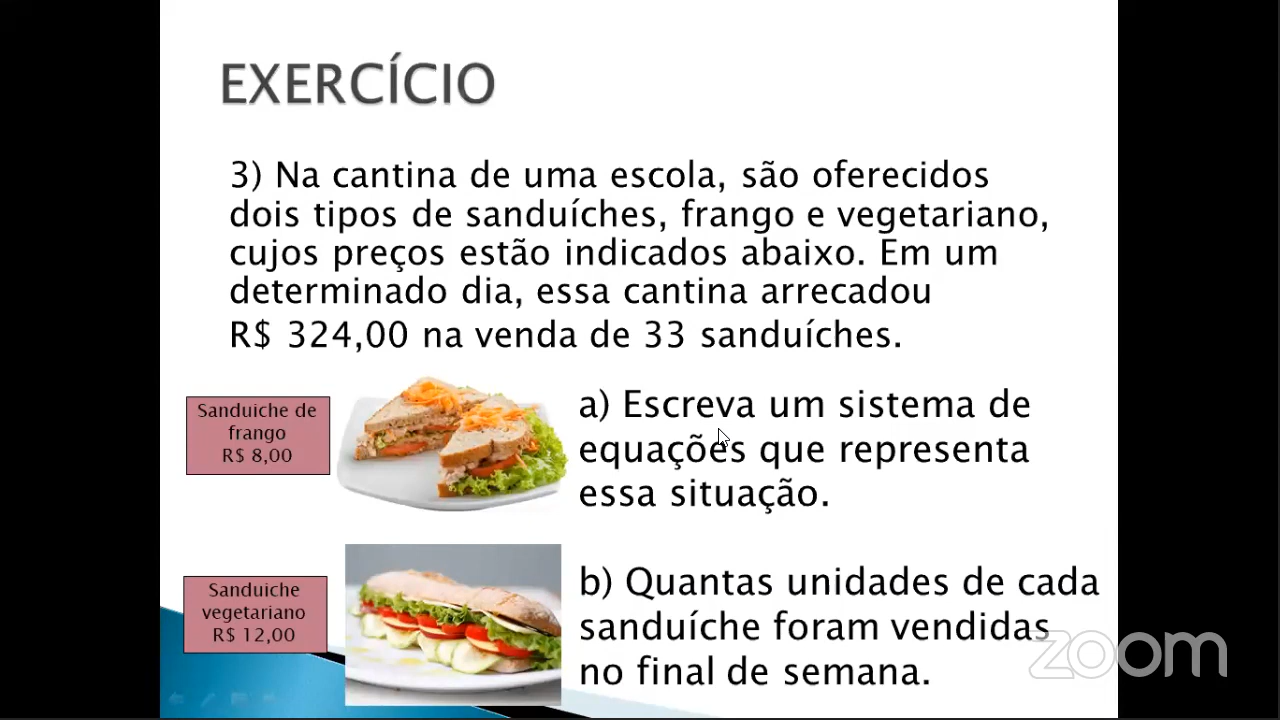 EXERCÍCIO
3) Na cantina de uma escola, são oferecidos
dois tipos de sanduíches, frango e vegetariano,
cujos preços estão indicados abaixo. Em um
determinado dia, essa cantina arrecadou
R$ 324,00 na venda de 33 sanduíches.
Sanduiche de
frango
R$ 8,00
a) Escreva um sistema de
equações que representa
essa situação.
Sanduiche
vegetariano
R$ 12,00
b) Quantas unidades de cada
sanduíche foram vendidas
no final de semana.
zoom